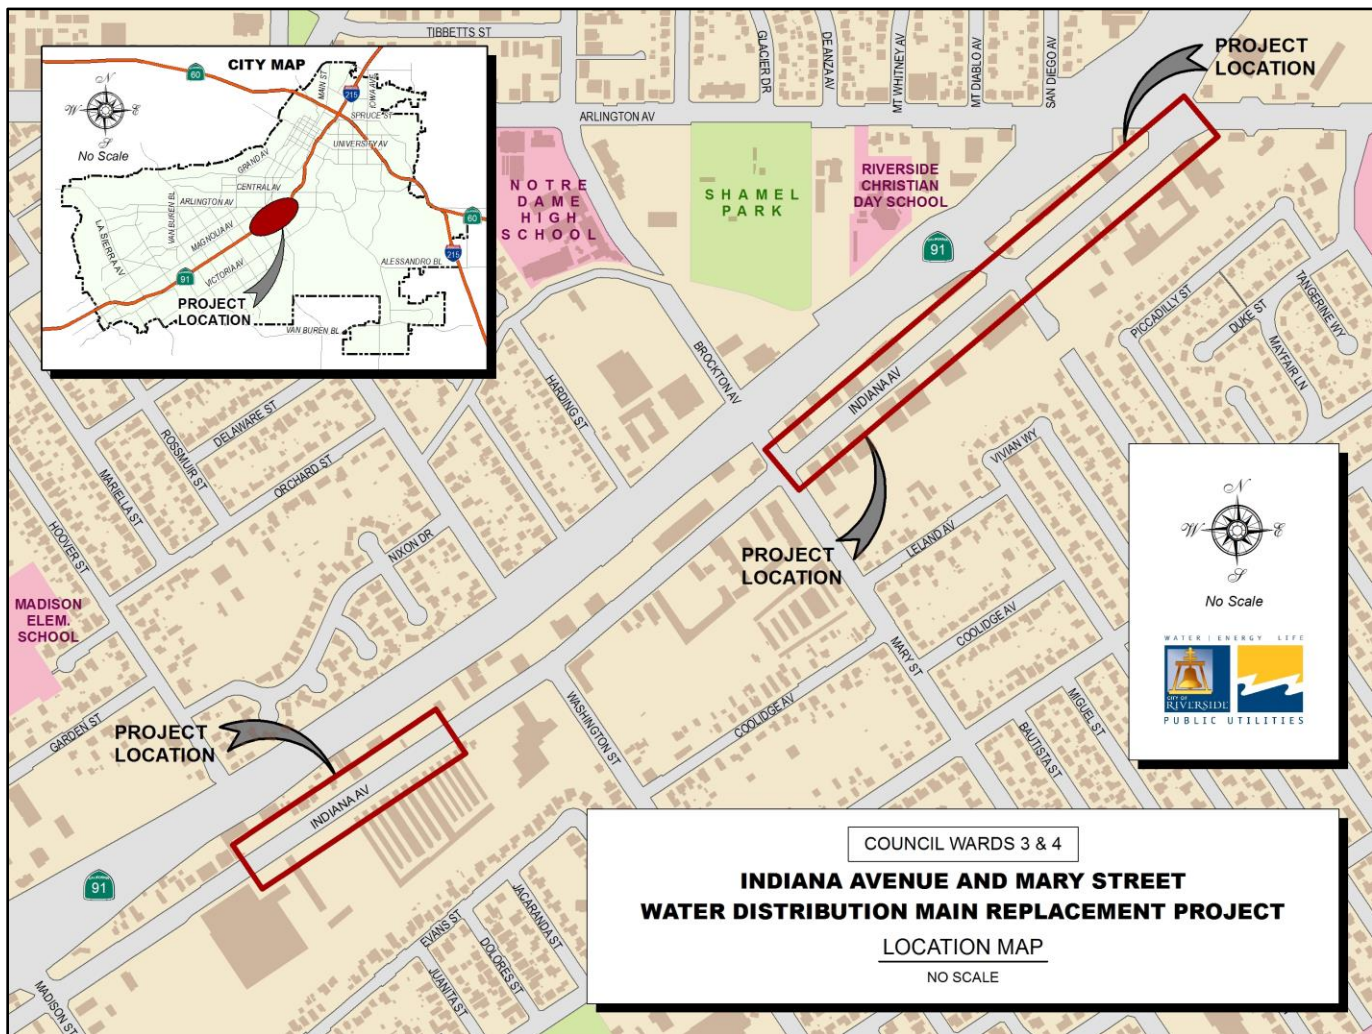 CITY MAP
N
W
E
S
No Scale
60
215
MAIN ST
IOWA AVE
SPRUCE ST
UNIVERSITY AV
GRAND AV
CENTRAL AV
ARLINGTON AV
VAN BUREN BL
LA SIERRA AV
MAGNOLIA AV
VICTORIA AV
91
60
215
ALESSANDRO BL
VAN BUREN BL
PROJECT
LOCATION
TIBBETTS ST
GLACIER DR
DE ANZA AV
MT WHITNEY AV
MT DIABLO AV
SAN DIEGO AV
PROJECT
LOCATION
ARLINGTON AV
NOTRE
DAME
HIGH
SCHOOL
SHAMEL
PARK
RIVERSIDE
CHRISTIAN
DAY SCHOOL
91
PICCADILLY ST
DUKE ST
TANGERINE WY
MAYFAIR LN
BROCKTON AV
HARDING ST
INDIANA AV
DELAWARE ST
ROSSMUIR ST
ORCHARD ST
MARIELLA ST
HOOVER ST
NIXON DR
VIVIAN WY
LELAND AV
PROJECT
LOCATION
COOLIDGE AV
MARY ST
MADISON
ELEM.
SCHOOL
GARDEN ST
PROJECT
LOCATION
WASHINGTON ST
COOLIDGE AV
MIGUEL ST
BAUTISTA ST
INDIANA AV
91
EVANS ST
JACARANDA ST
DOLORES ST
JUANITA ST
MADISON ST
N
W
E
S
No Scale
WATER | ENERGY | LIFE
CITY OF
RIVERSIDE
PUBLIC UTILITIES
COUNCIL WARDS 3 & 4
INDIANA AVENUE AND MARY STREET
WATER DISTRIBUTION MAIN REPLACEMENT PROJECT
LOCATION MAP
NO SCALE